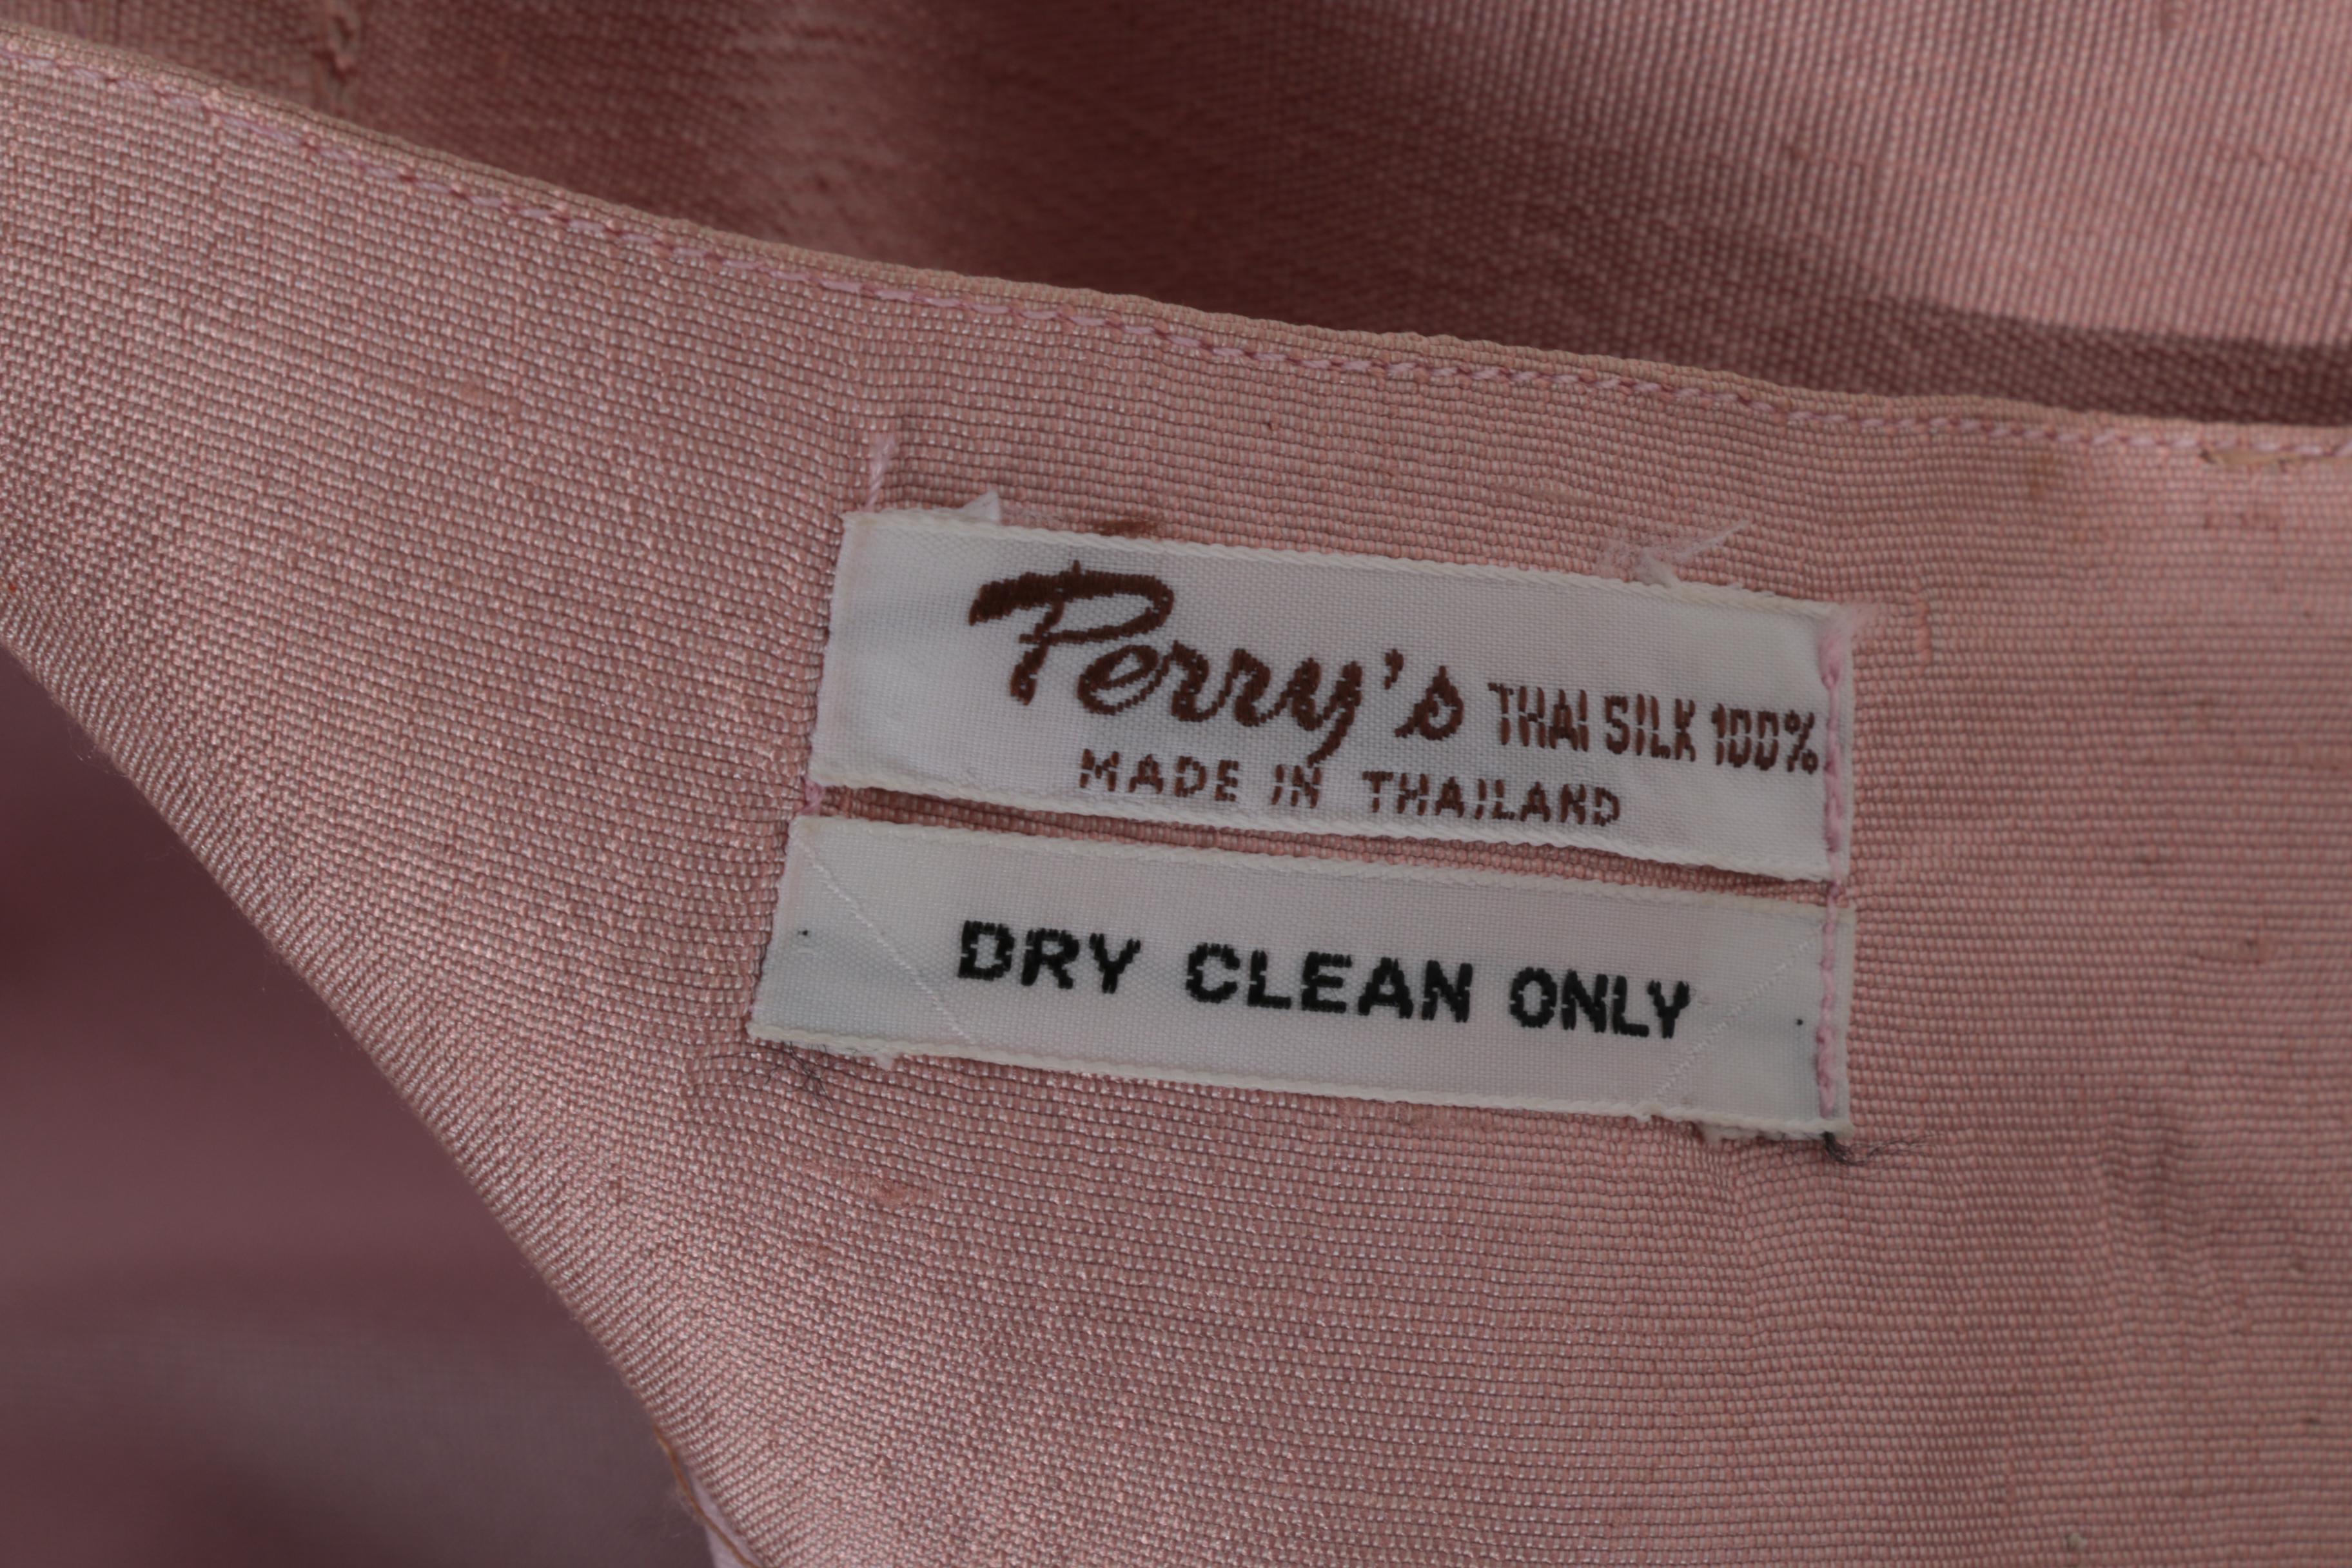 Perry's THAI SILK 100%
MADE IN THAILAND
DRY CLEAN ONLY